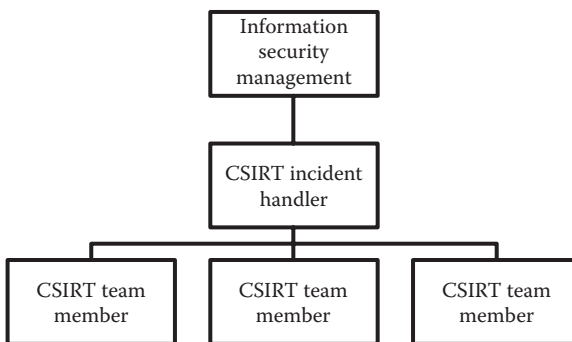 Information
security
management
CSIRT incident
handler
CSIRT team
member
CSIRT team
member
CSIRT team
member